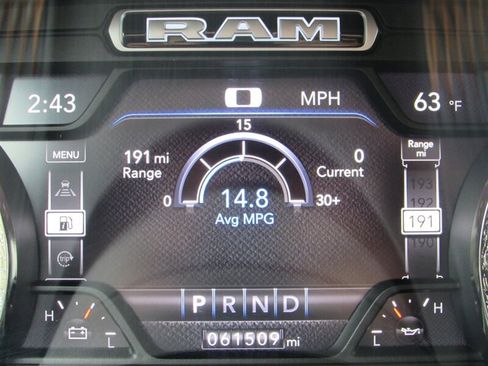 RAM
2:43
0 MPH
63 °F
15
MENU
191 mi
Range
0
Current
Range
mi
193
192
191
190
trip
0
14.8
30+
Avg MPG
P R N D
H
L
061509 mi
H
L